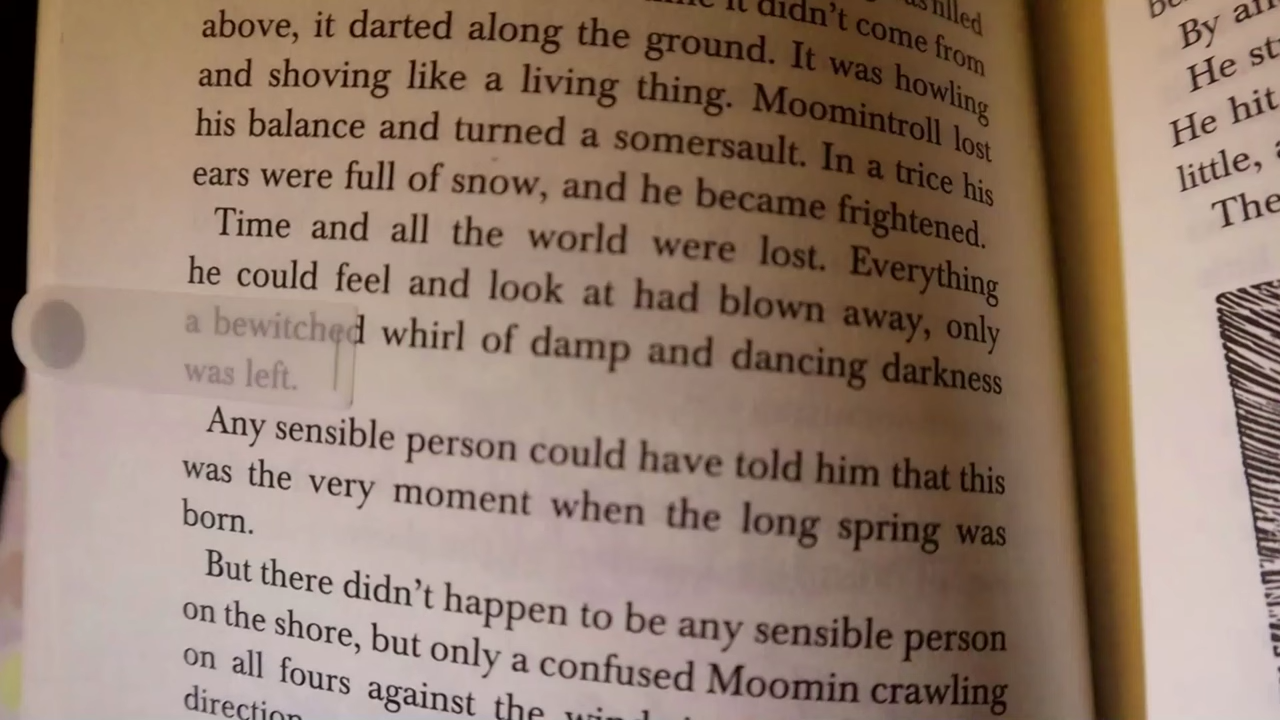 it didn't come from
above, it darted along the ground. It was howling
and shoving like a living thing. Moomintroll lost
his balance and turned a somersault. In a trice his
ears were full of snow, and he became frightened.
Time and all the world were lost. Everything
he could feel and look at had blown away, only
a bewitched whirl of damp and dancing darkness
was left.
Any sensible person could have told him that this
was the very moment when the long spring was
born.
But there didn't happen to be any sensible person
on the shore, but only a confused Moomin crawling
on all fours against the
direction
By
He
He hit
little,
The